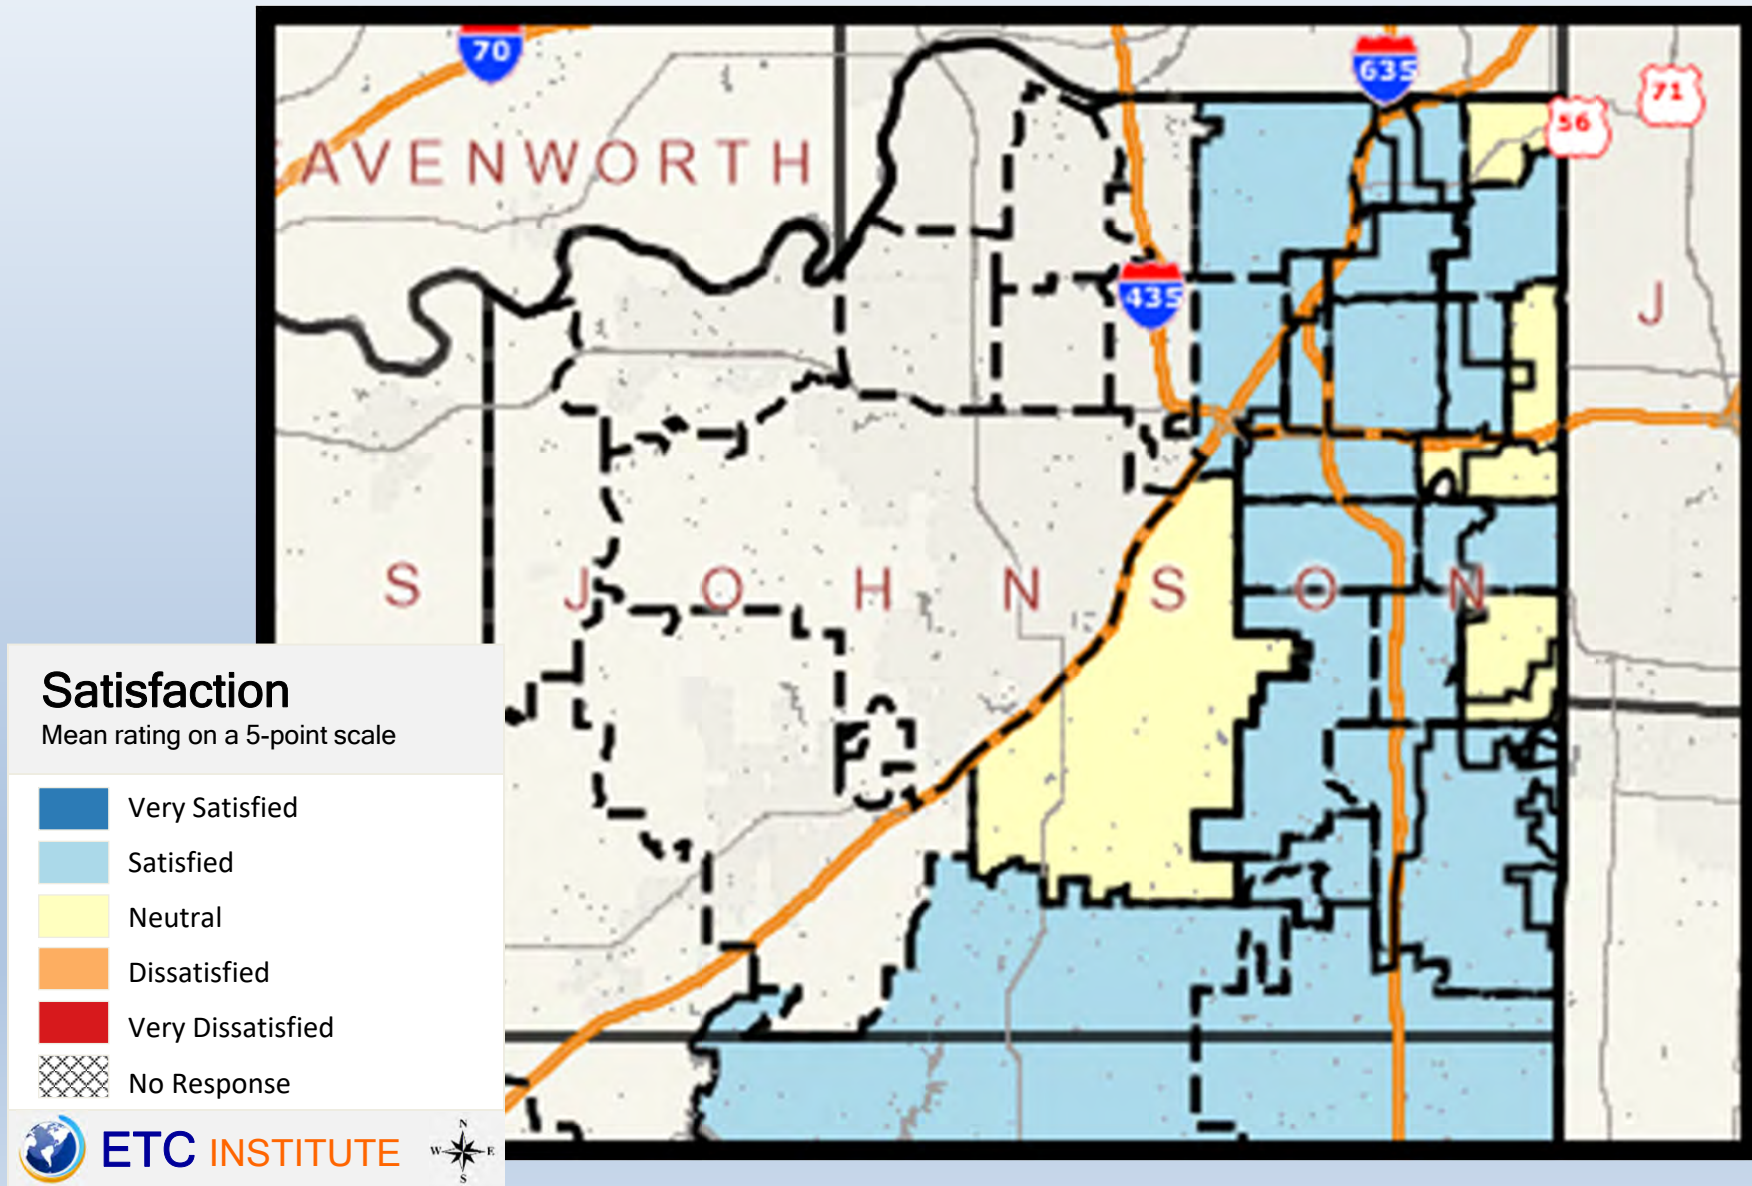 70
635
71
56
AVENWORTH
435
J
S JOHNSON
Satisfaction
Mean rating on a 5-point scale
Very Satisfied
Satisfied
Neutral
Dissatisfied
Very Dissatisfied
No Response
ETC INSTITUTE
N
W E
S